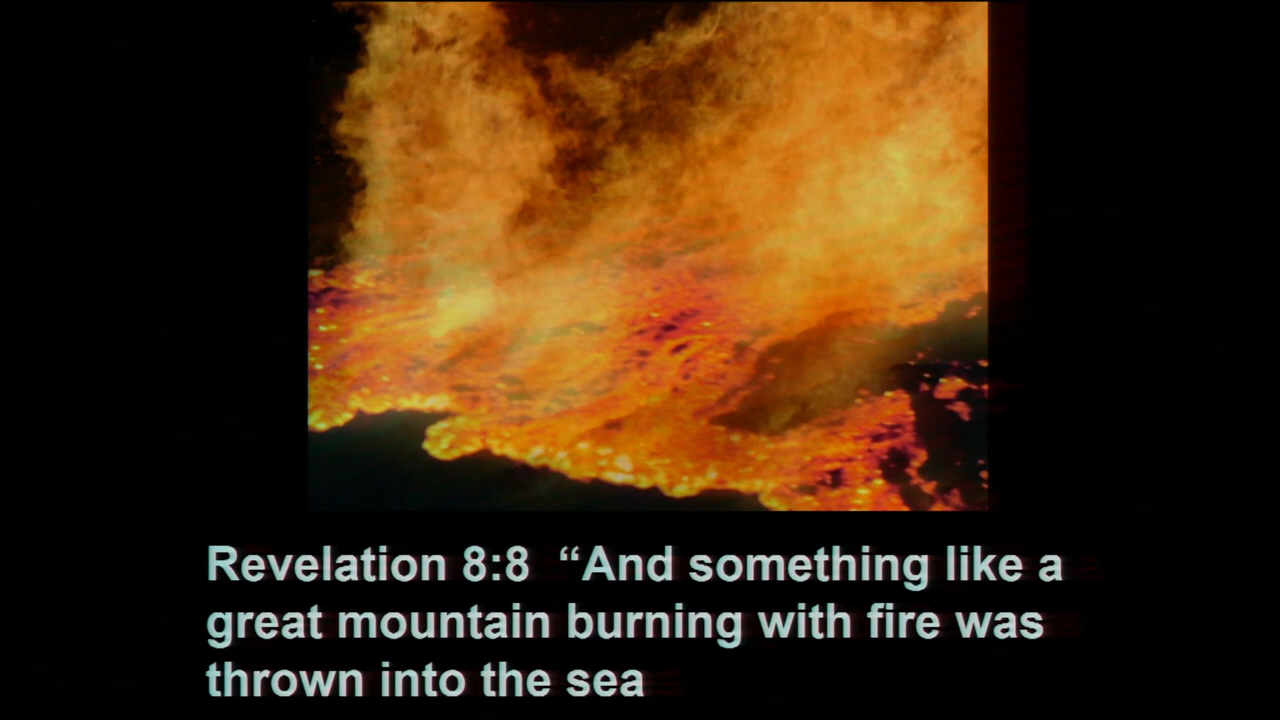 Revelation 8:8  “And something like a
great mountain burning with fire was
thrown into the sea